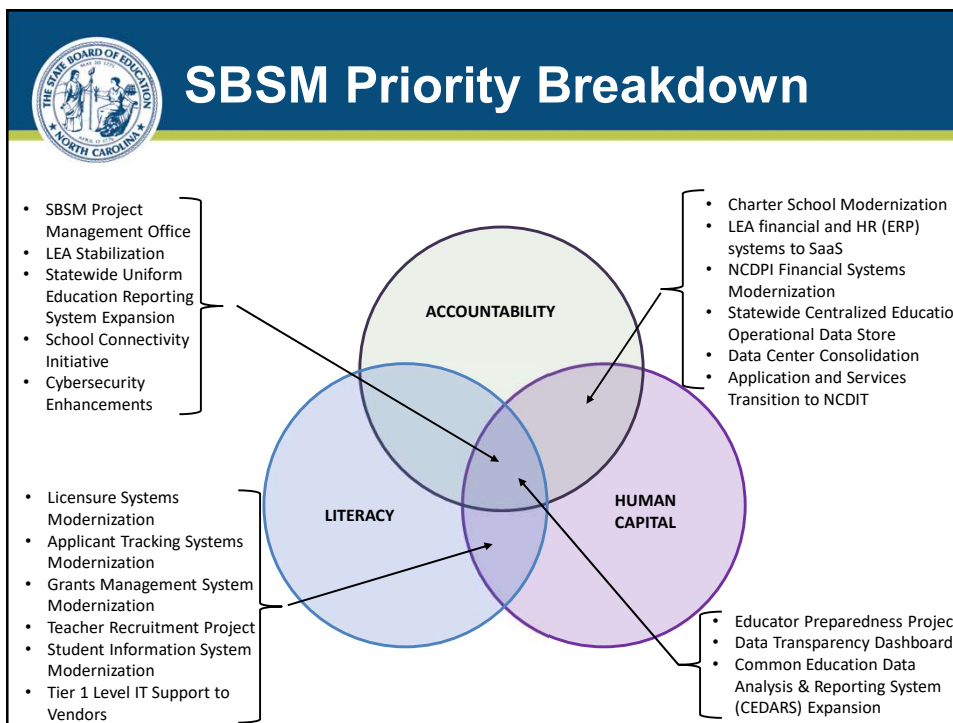 SBSM Priority Breakdown
THE STATE BOARD OF EDUCATION
NORTH CAROLINA
• SBSM Project
Management Office
• LEA Stabilization
• Statewide Uniform
Education Reporting
System Expansion
• School Connectivity
Initiative
• Cybersecurity
Enhancements
• Charter School Modernization
• LEA financial and HR (ERP)
systems to SaaS
• NCDPI Financial Systems
Modernization
• Statewide Centralized Educatio
Operational Data Store
• Data Center Consolidation
• Application and Services
Transition to NCDIT
ACCOUNTABILITY
LITERACY
HUMAN
CAPITAL
• Licensure Systems
Modernization
• Applicant Tracking Systems
Modernization
• Grants Management System
Modernization
• Teacher Recruitment Project
• Student Information System
Modernization
• Tier 1 Level IT Support to
Vendors
• Educator Preparedness Projec
• Data Transparency Dashboard
• Common Education Data
Analysis & Reporting System
(CEDARS) Expansion